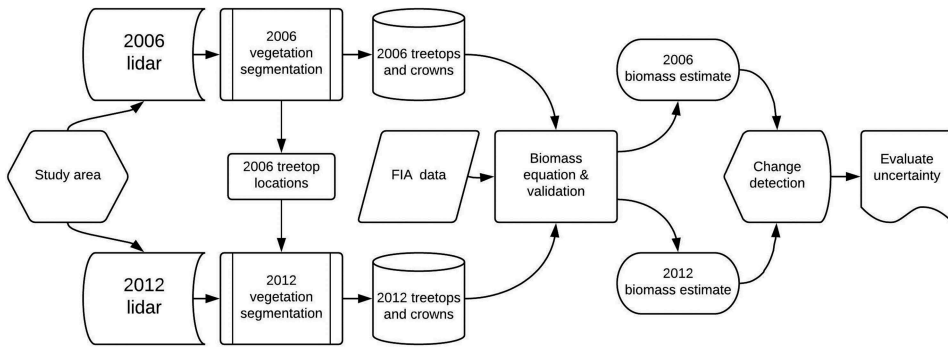 2006
lidar
2006
vegetation
segmentation
2006 treetops
and crowns
2006
biomass estimate
Study area
2006 treetop
locations
FIA data
Biomass
equation &
validation
Change
detection
Evaluate
uncertainty
2012
lidar
2012
vegetation
segmentation
2012 treetops
and crowns
2012
biomass estimate